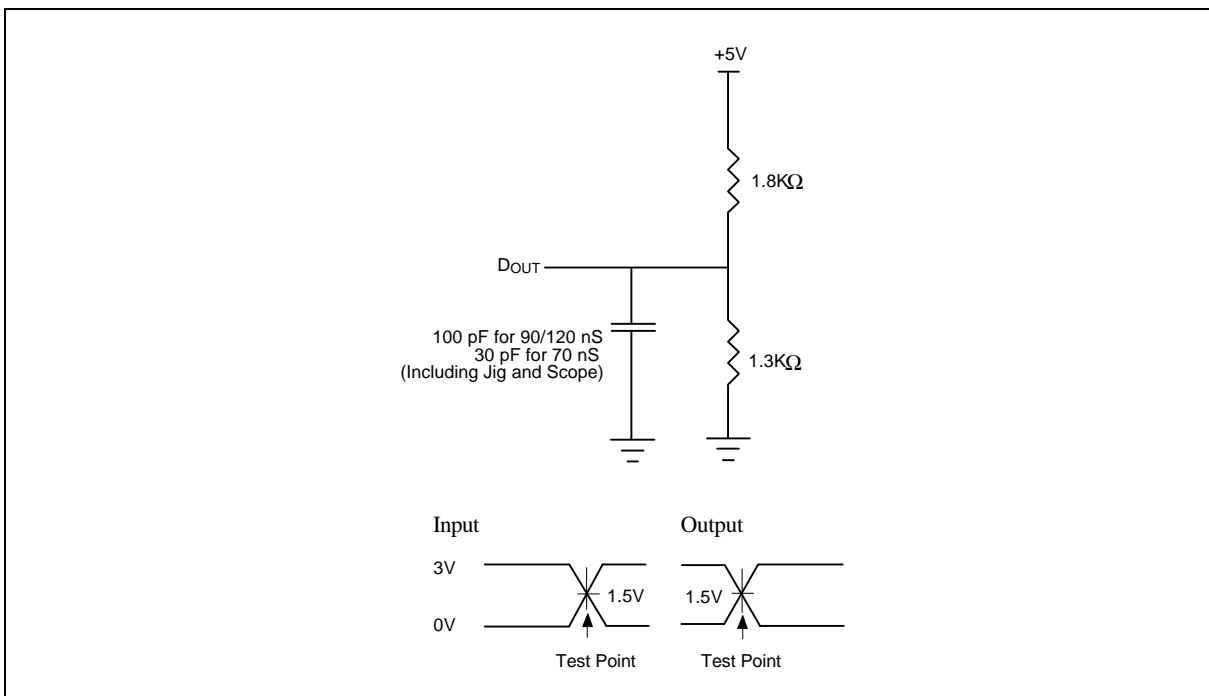 +5V
1.8KΩ
DOUT
100 pF for 90/120 nS
30 pF for 70 nS
(Including Jig and Scope)
1.3KΩ
Input
Output
3V
1.5V
1.5V
0V
Test Point
Test Point